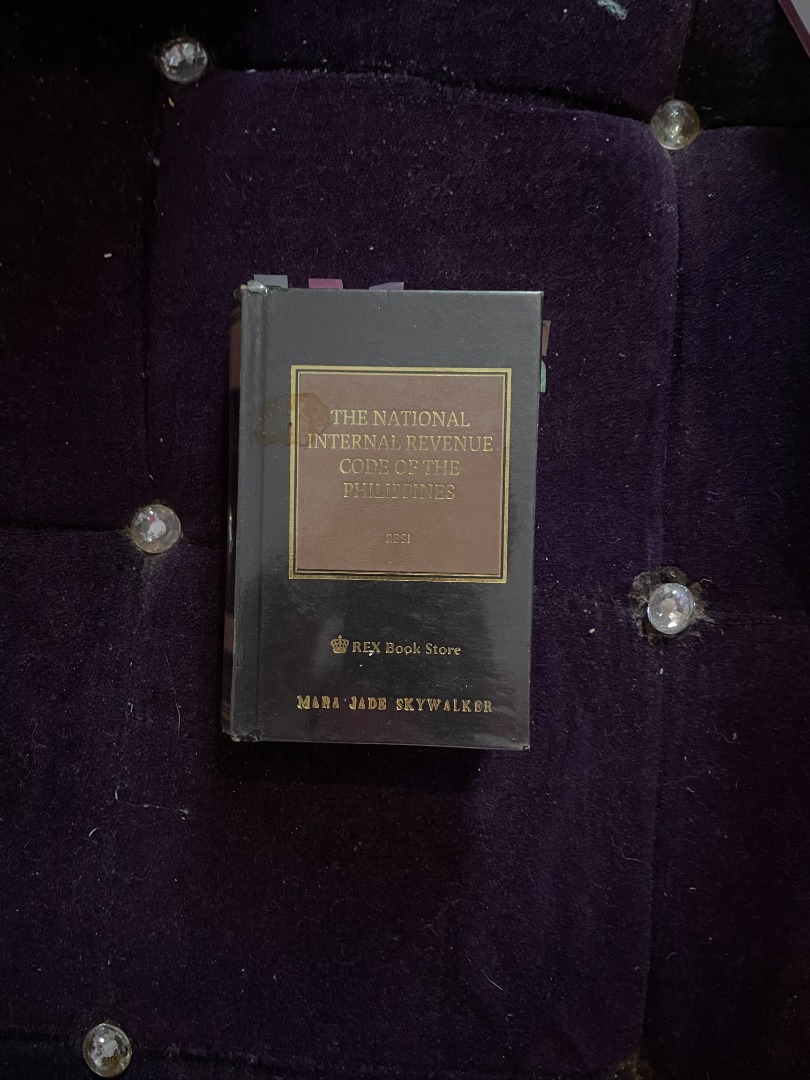 THE NATIONAL
INTERNAL REVENUE
CODE OF THE
PHILIPPINES
REX Book Store
MARA JADE SKYWALKER